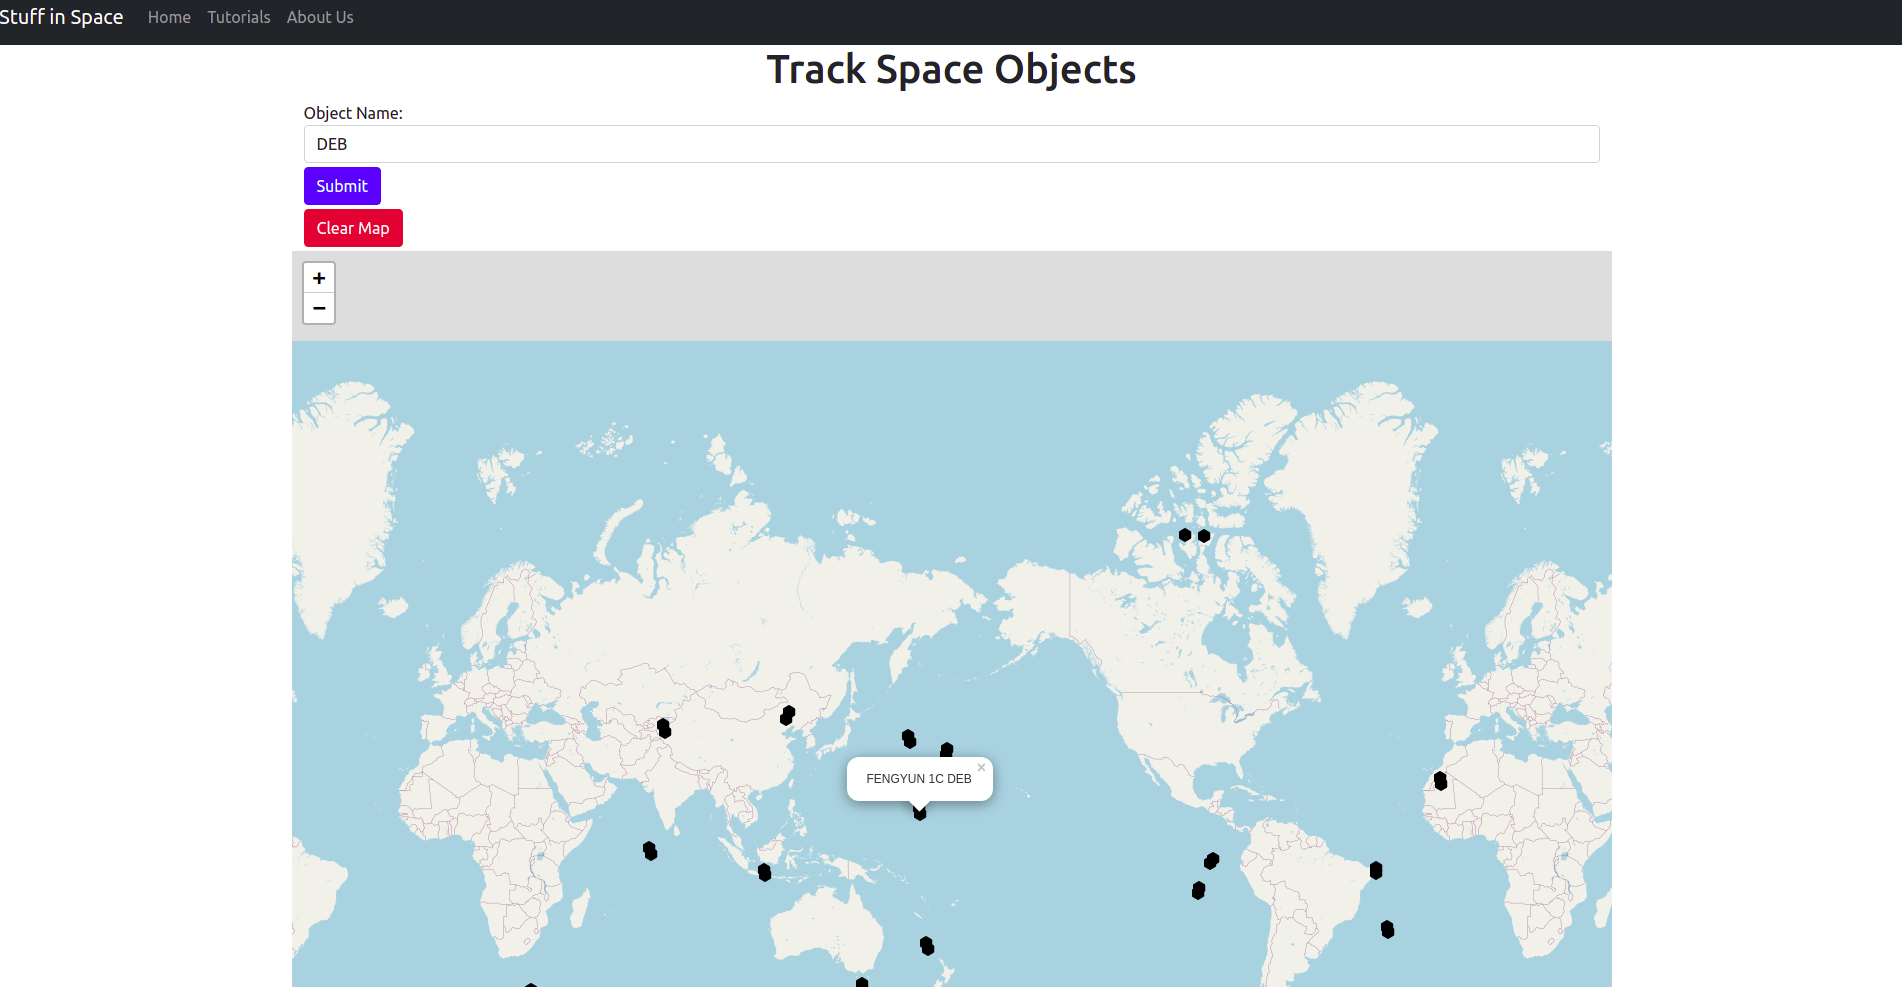 Stuff in Space Home Tutorials About Us
Track Space Objects
Object Name:
DEB
Submit
Clear Map
+
−
FENGYUN 1C DEB ×